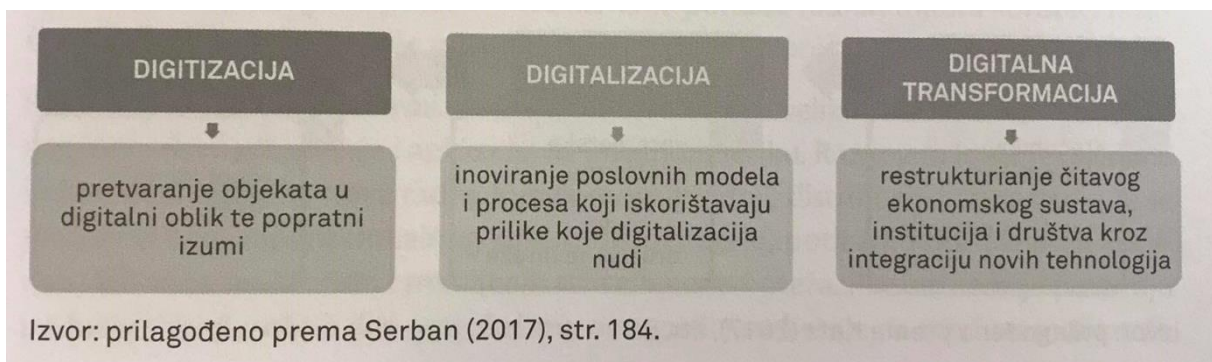 DIGITIZACIJA
pretvaranje objekata u
digitalni oblik te popratni
izumi
DIGITALIZACIJA
inoviranje poslovnih modela
i procesa koji iskorištavaju
prilike koje digitalizacija
nudi
DIGITALNA
TRANSFORMACIJA
restrukturianje čitavog
ekonomskog sustava,
institucija i društva kroz
integraciju novih tehnologija
Izvor: prilagođeno prema Serban (2017), str. 184.